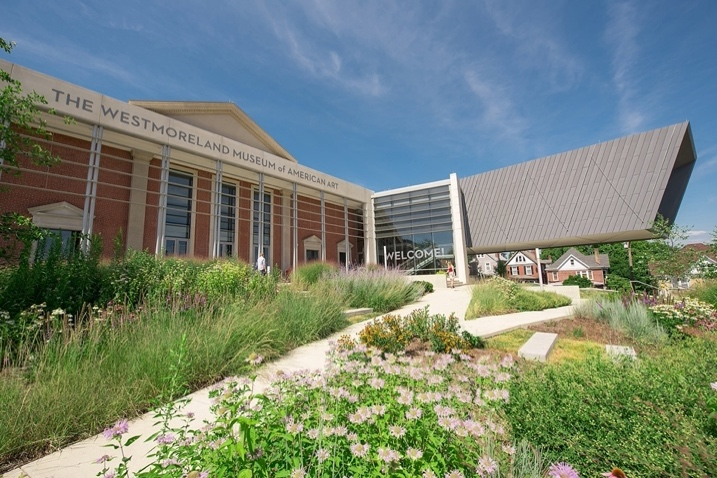 THE WESTMORELAND MUSEUM of AMERICAN ART
WELCOME!